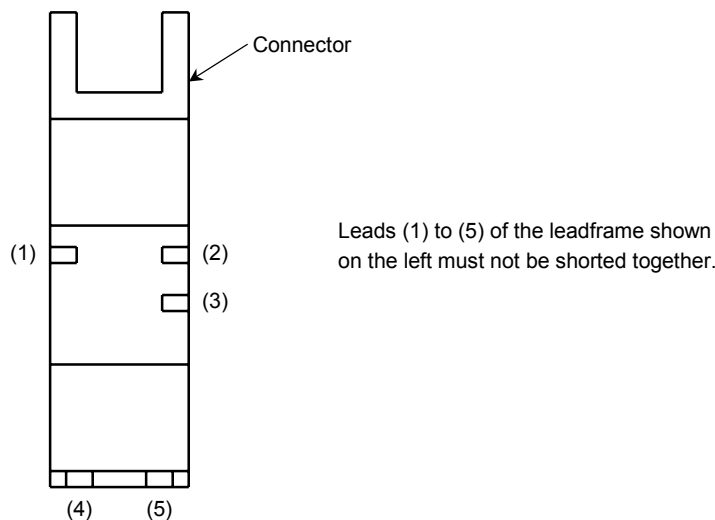 Connector
Leads (1) to (5) of the leadframe shown
on the left must not be shorted together.
(1)
(2)
(3)
(4)
(5)